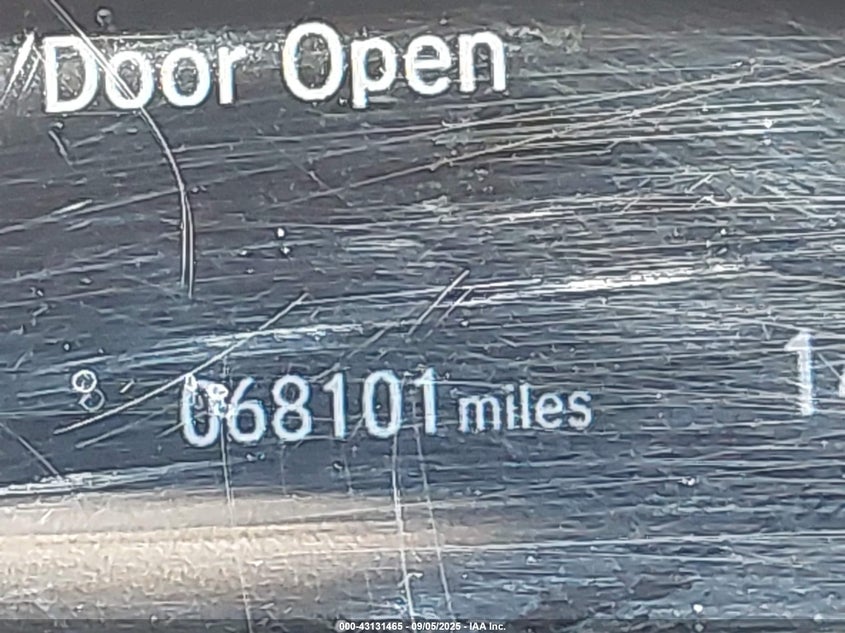 Door Open
068101 miles
000-43131465 - 09/05/2025 - IAA Inc.